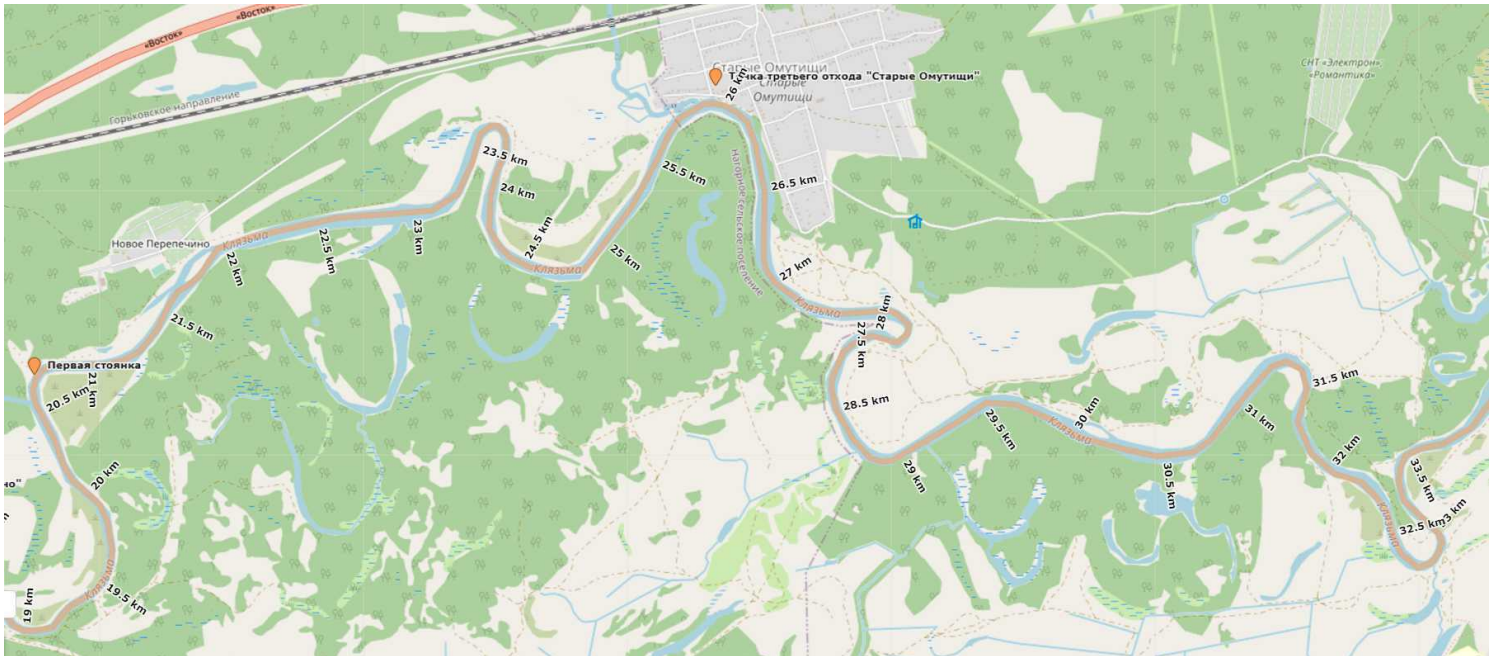 «Восток»
«Восток»
Горьковское направление
Старые Омутищи
Точка третьего отхода "Старые Омутищи"
Старые
Омутищи
26 km
СНТ «Электрон»
«Романтика»
23.5 km
24 km
24.5 km
25 km
25.5 km
26.5 km
Нагорное сельское поселение
Новое Перепечино
Клязьма
22 km
22.5 km
23 km
Клязьма
27 km
Клязьма
28 km
27.5 km
21.5 km
Первая стоянка
21 km
20.5 km
28.5 km
29 km
29.5 km
Клязьма
30 km
30.5 km
31 km
31.5 km
32 km
Клязьма
32.5 km
33.5 km
20 km
но"
Клязьма
19.5 km
19 km